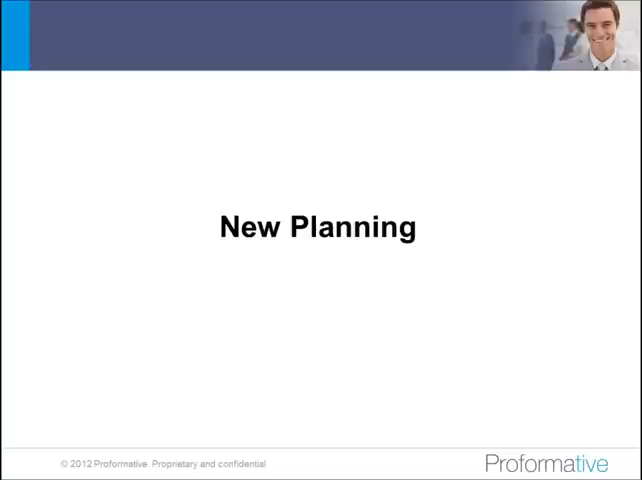 New Planning
© 2012 Proformative. Proprietary and confidential
Proformative